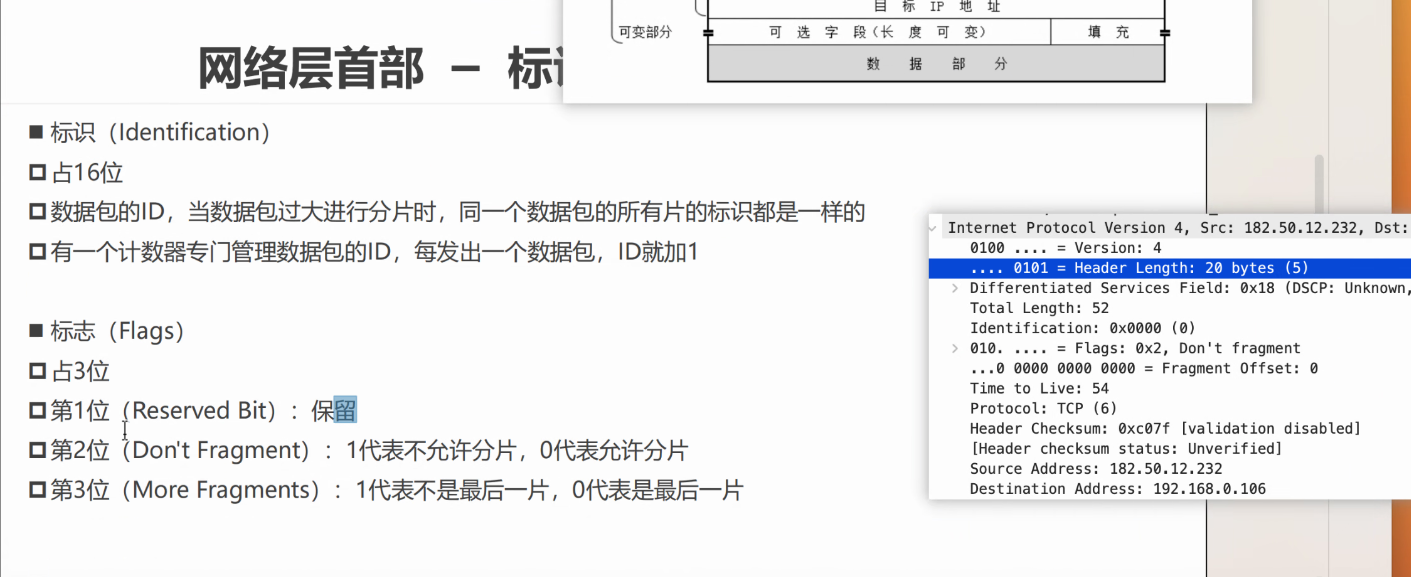 目 标 IP 地 址
可变部分
可 选 字 段（长 度 可 变）
填 充
数 据 部 分
网络层首部 – 标
■ 标识（Identification）
占16位
数据包的ID，当数据包过大进行分片时，同一个数据包的所有片的标识都是一样的
有一个计数器专门管理数据包的ID，每发出一个数据包，ID就加1
■ 标志（Flags）
占3位
第1位（Reserved Bit）：保留
第2位（Don't Fragment）：1代表不允许分片，0代表允许分片
第3位（More Fragments）：1代表不是最后一片，0代表是最后一片
Internet Protocol Version 4, Src: 182.50.12.232, Dst:
0100 .... = Version: 4
.... 0101 = Header Length: 20 bytes (5)
Differentiated Services Field: 0x18 (DSCP: Unknown,
Total Length: 52
Identification: 0x0000 (0)
010. .... = Flags: 0x2, Don't fragment
...0 0000 0000 0000 = Fragment Offset: 0
Time to Live: 54
Protocol: TCP (6)
Header Checksum: 0xc07f [validation disabled]
[Header checksum status: Unverified]
Source Address: 182.50.12.232
Destination Address: 192.168.0.106